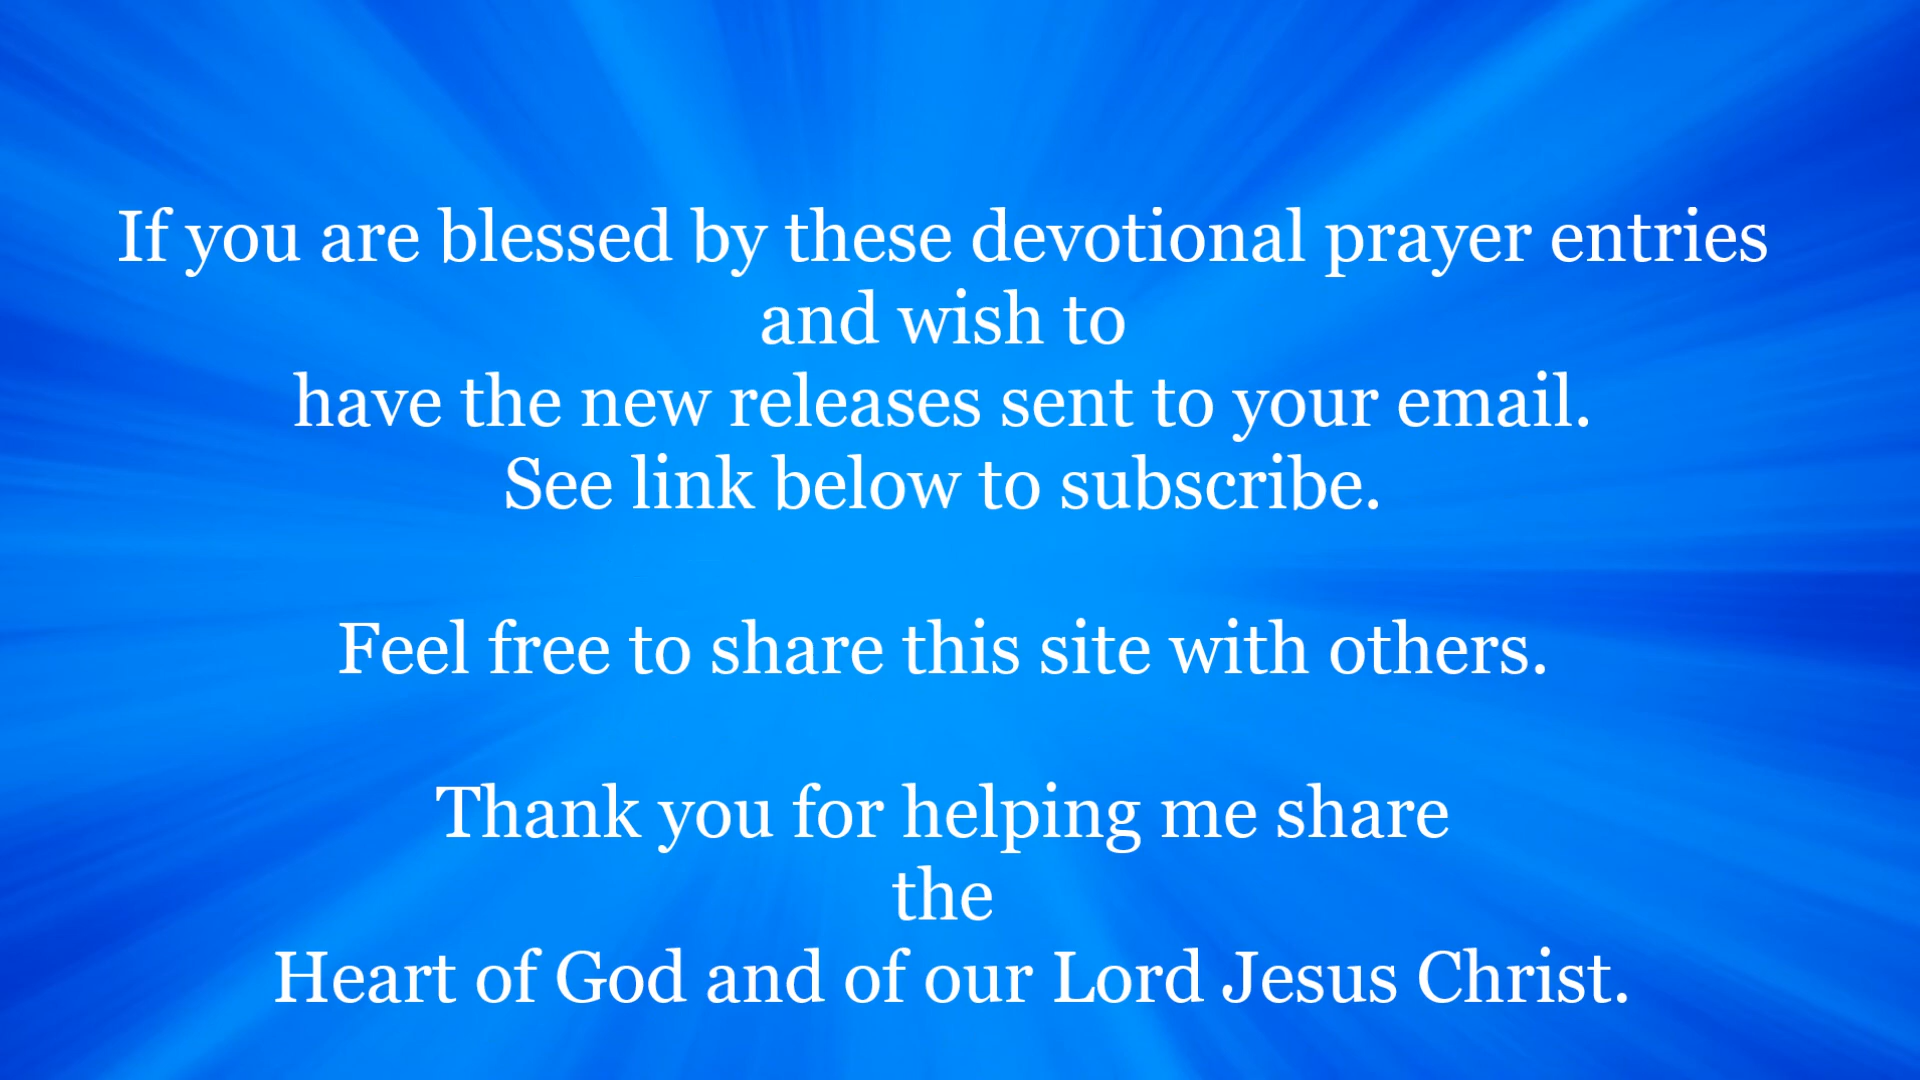 If you are blessed by these devotional prayer entries
and wish to
have the new releases sent to your email.
See link below to subscribe.
Feel free to share this site with others.
Thank you for helping me share
the
Heart of God and of our Lord Jesus Christ.